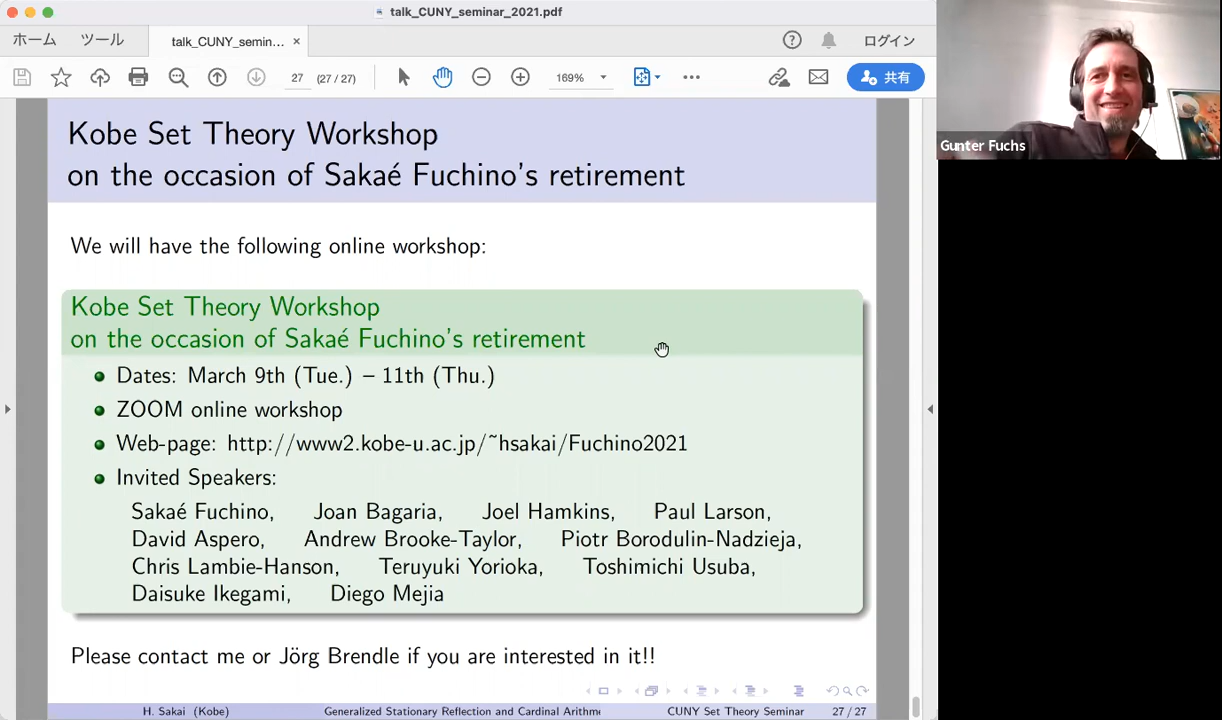 talk_CUNY_seminar_2021.pdf
ホーム ツール talk_CUNY_semin... × ログイン
27 (27 / 27) 169% 共有
Kobe Set Theory Workshop
on the occasion of Sakaé Fuchino's retirement
We will have the following online workshop:
Kobe Set Theory Workshop
on the occasion of Sakaé Fuchino's retirement
Dates: March 9th (Tue.) – 11th (Thu.)
ZOOM online workshop
Web-page: http://www2.kobe-u.ac.jp/~hsakai/Fuchino2021
Invited Speakers:
Sakaé Fuchino, Joan Bagaria, Joel Hamkins, Paul Larson,
David Aspero, Andrew Brooke-Taylor, Piotr Borodulin-Nadzieja,
Chris Lambie-Hanson, Teruyuki Yorioka, Toshimichi Usuba,
Daisuke Ikegami, Diego Mejia
Please contact me or Jörg Brendle if you are interested in it!!
H. Sakai (Kobe) Generalized Stationary Reflection and Cardinal Arithme CUNY Set Theory Seminar 27 / 27
Gunter Fuchs